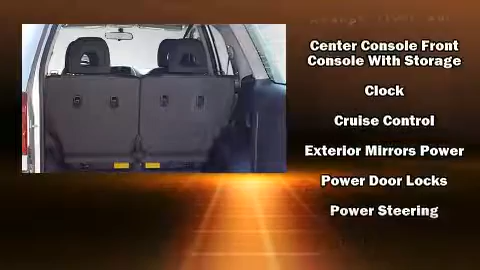 Center Console Front
Console With Storage
Clock
Cruise Control
Exterior Mirrors Power
Power Door Locks
Power Steering